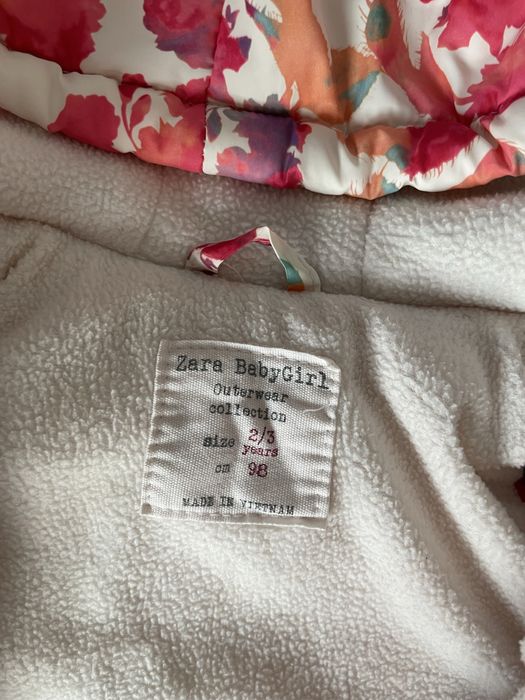 Zara BabyGirl
Outerwear
collection
size 2/3
years
cm 98
MADE IN VIETNAM